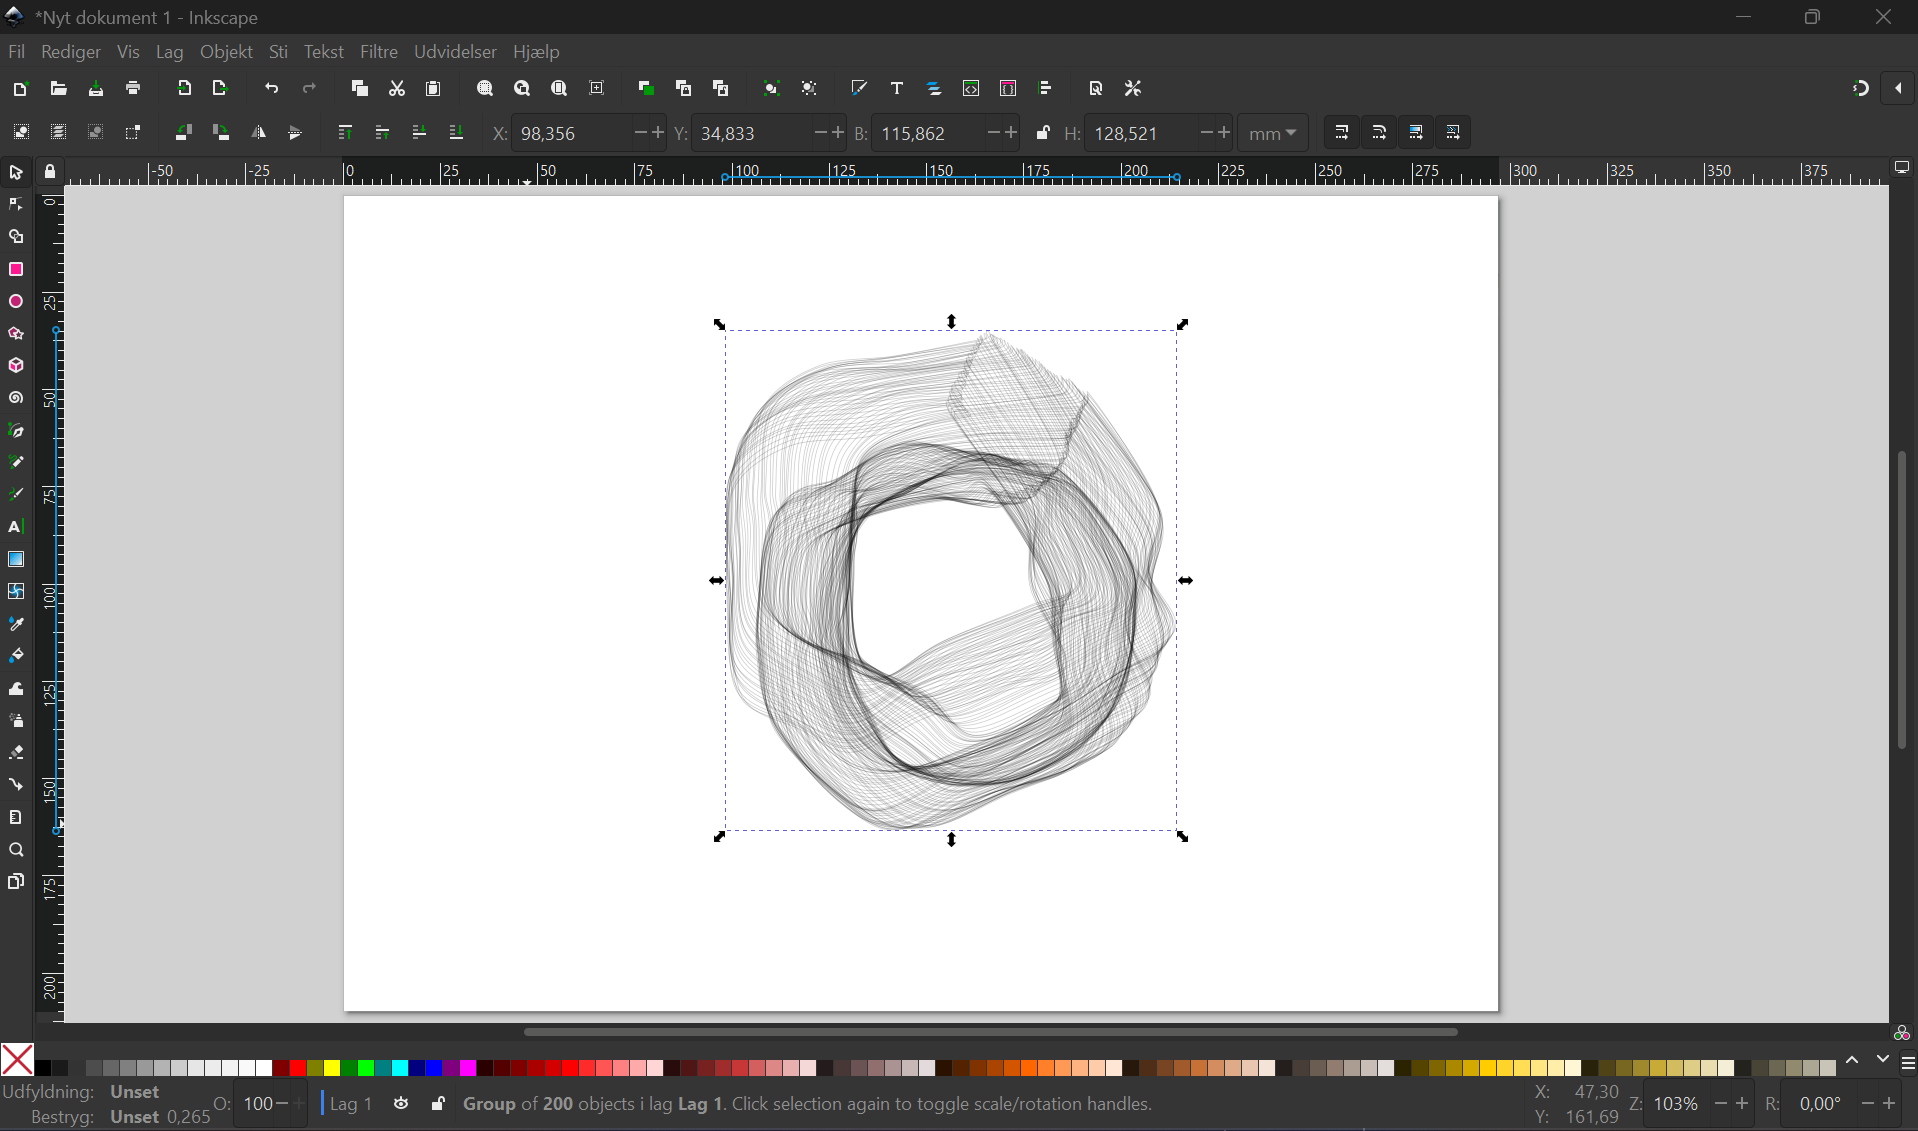 *Nyt dokument 1 - Inkscape
Fil Rediger Vis Lag Objekt Sti Tekst Filtre Udvidelser Hjælp
X: 98,356 Y: 34,833 B: 115,862 H: 128,521 mm
-50 -25 0 25 50 75 100 125 150 175 200 225 250 275 300 325 350 375
0
25
50
75
100
125
150
175
200
Udfyldning: Unset
Bestryg: Unset 0,265
O: 100
Lag 1
Group of 200 objects i lag Lag 1. Click selection again to toggle scale/rotation handles.
X: 47,30
Y: 161,69
Z: 103%
R: 0,00°